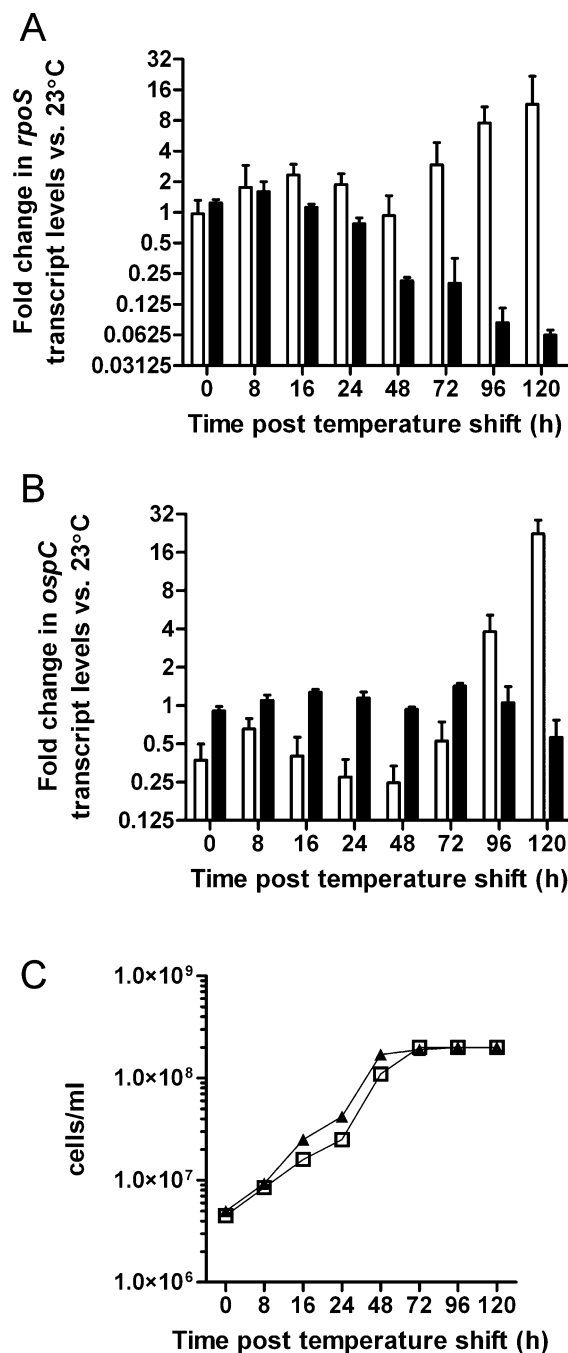 A
Fold change in rpoS
transcript levels vs. 23°C
32
16
8
4
2
1
0.5
0.25
0.125
0.0625
0.03125
0 8 16 24 48 72 96 120
Time post temperature shift (h)
B
Fold change in ospC
transcript levels vs. 23°C
32
16
8
4
2
1
0.5
0.25
0.125
0 8 16 24 48 72 96 120
Time post temperature shift (h)
C
cells/ml
1.0×10⁹
1.0×10⁸
1.0×10⁷
1.0×10⁶
0 8 16 24 48 72 96 120
Time post temperature shift (h)